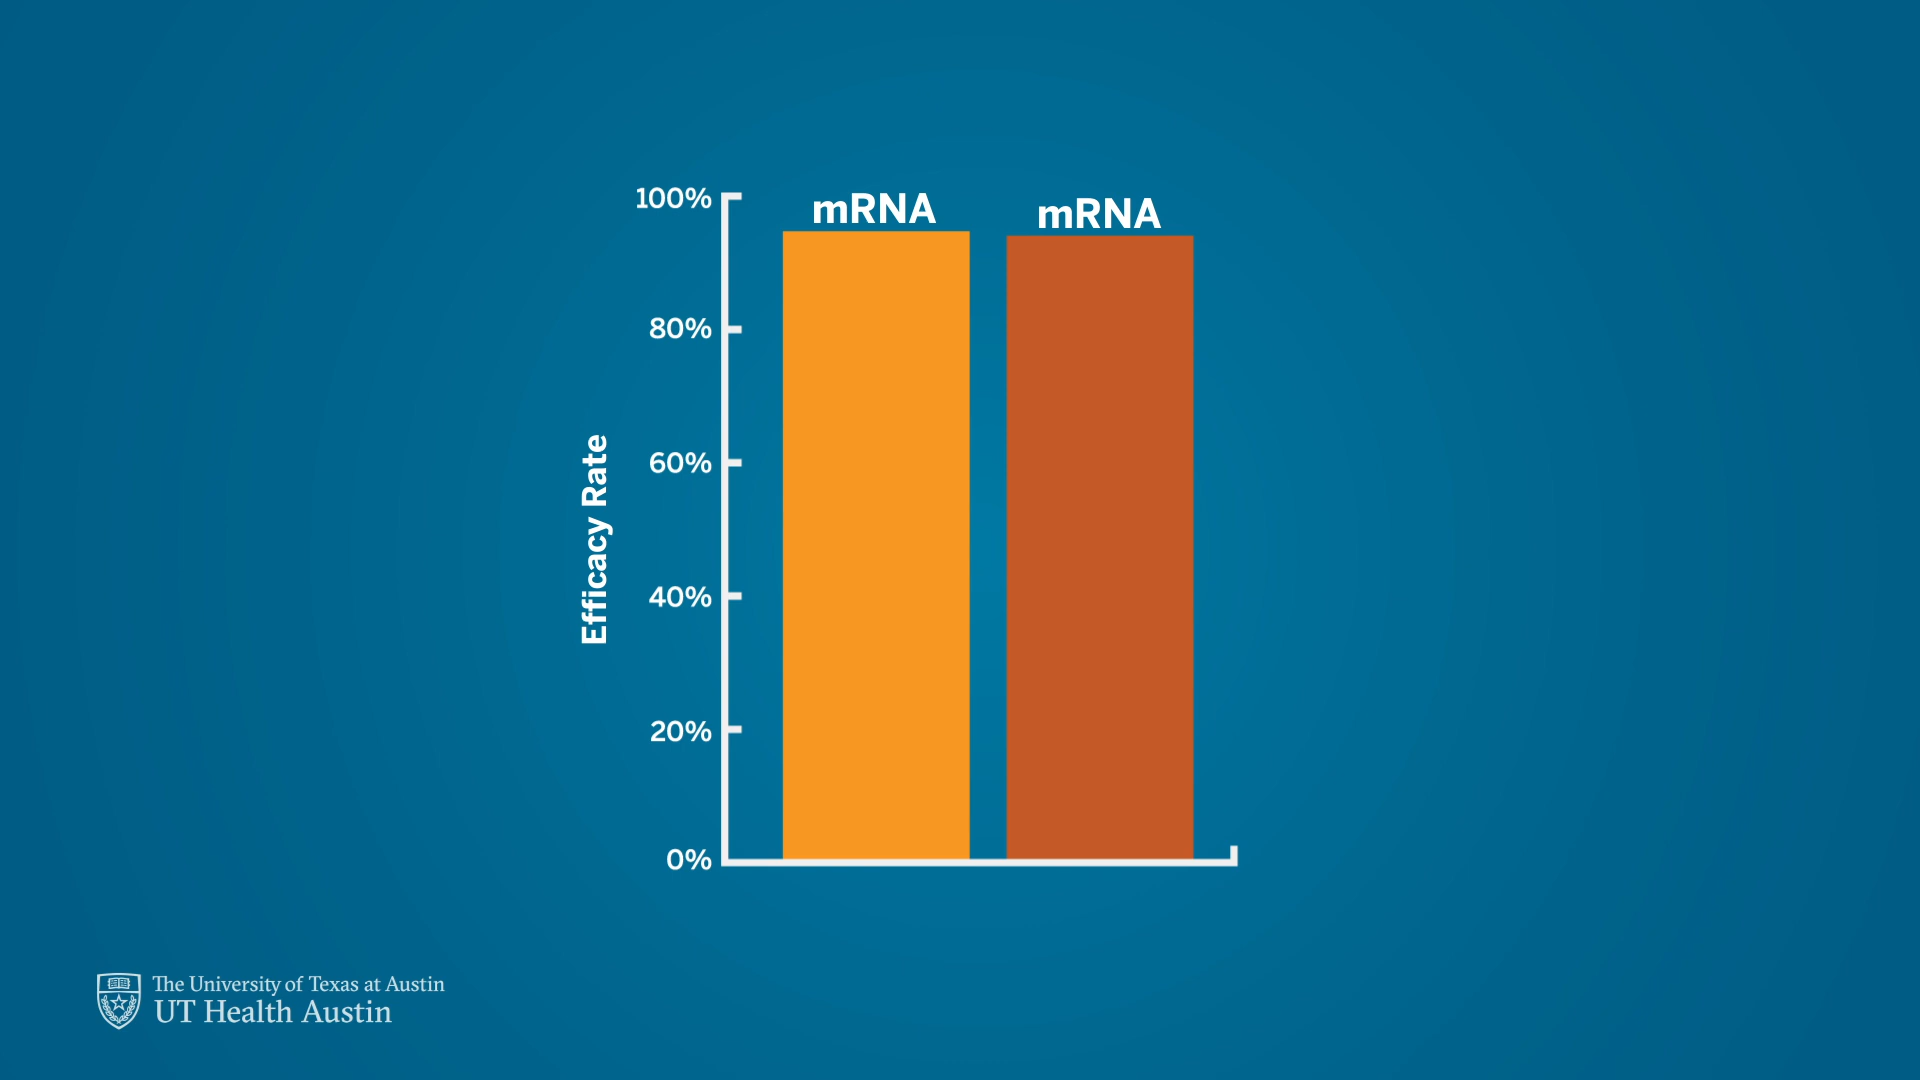 100%
mRNA
mRNA
80%
60%
Efficacy Rate
40%
20%
0%
The University of Texas at Austin
UT Health Austin